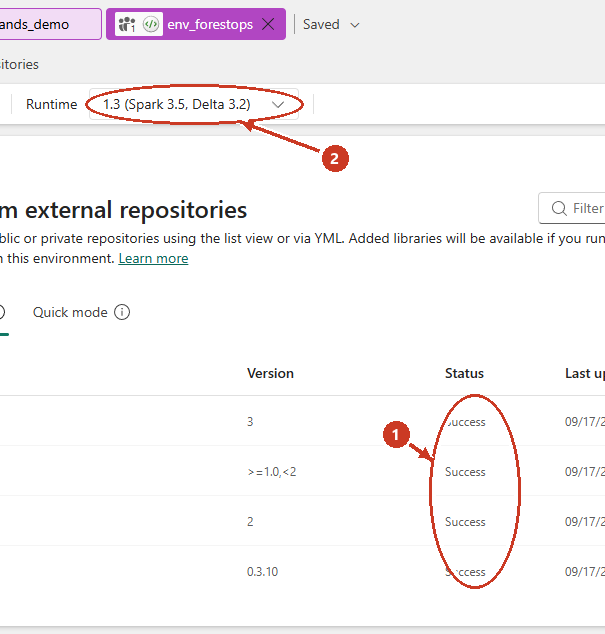 ands_demo
1
env_forestops
Saved
itories
Runtime
1.3 (Spark 3.5, Delta 3.2)
2
m external repositories
Filter
blic or private repositories using the list view or via YML. Added libraries will be available if you run
n this environment. Learn more
Quick mode
Version Status Last up
3 Success 09/17/2
1
>=1.0,<2 Success 09/17/2
2 Success 09/17/2
0.3.10 Success 09/17/2